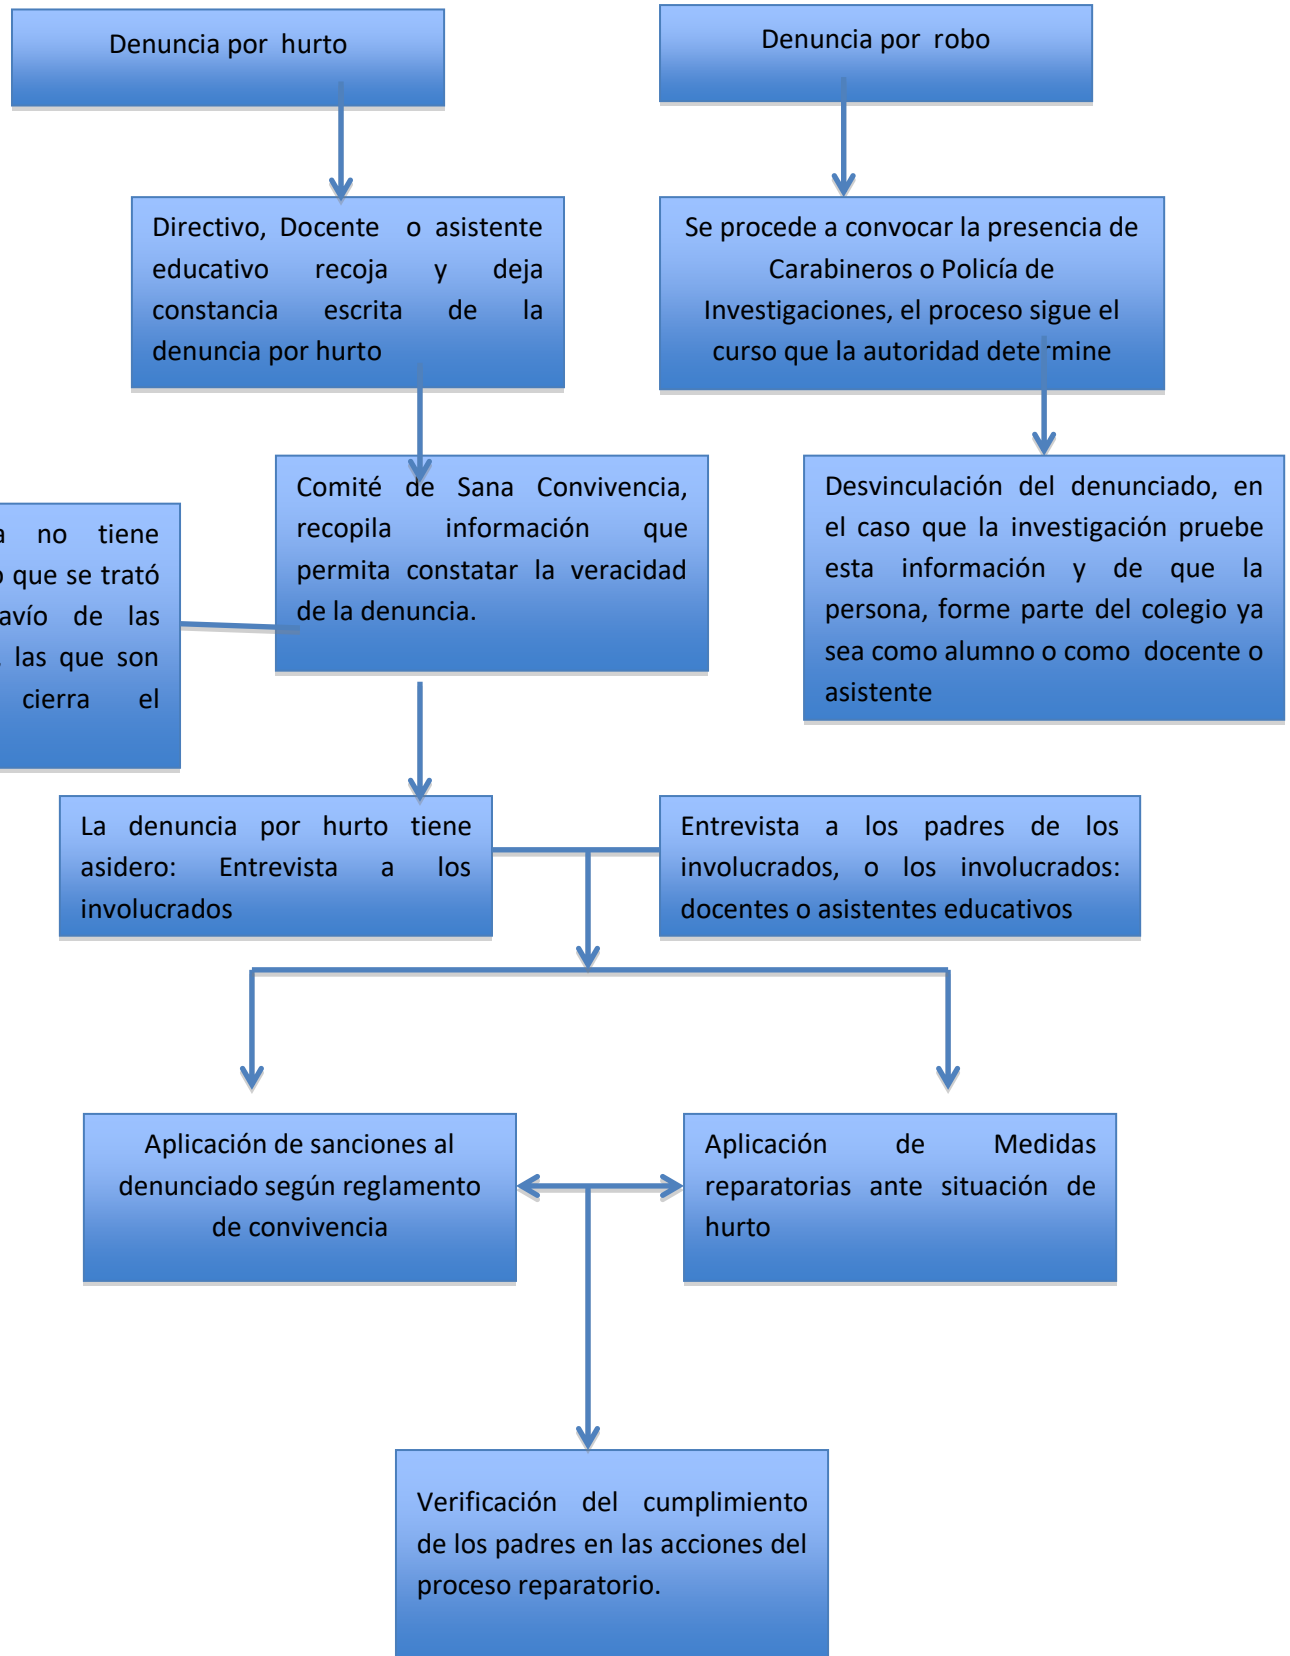 Denuncia por hurto
Denuncia por robo
Directivo, Docente o asistente
educativo recoja y deja
constancia escrita de la
denuncia por hurto
Se procede a convocar la presencia de
Carabineros o Policía de
Investigaciones, el proceso sigue el
curso que la autoridad determine
Comité de Sana Convivencia,
recopila información que
permita constatar la veracidad
de la denuncia.
Desvinculación del denunciado, en
el caso que la investigación pruebe
esta información y de que la
persona, forme parte del colegio ya
sea como alumno o como docente o
asistente
no tiene
que se trató
de las
las que son
cierra el
La denuncia por hurto tiene
asidero: Entrevista a los
involucrados
Entrevista a los padres de los
involucrados, o los involucrados:
docentes o asistentes educativos
Aplicación de sanciones al
denunciado según reglamento
de convivencia
Aplicación de Medidas
reparatorias ante situación de
hurto
Verificación del cumplimiento
de los padres en las acciones del
proceso reparatorio.